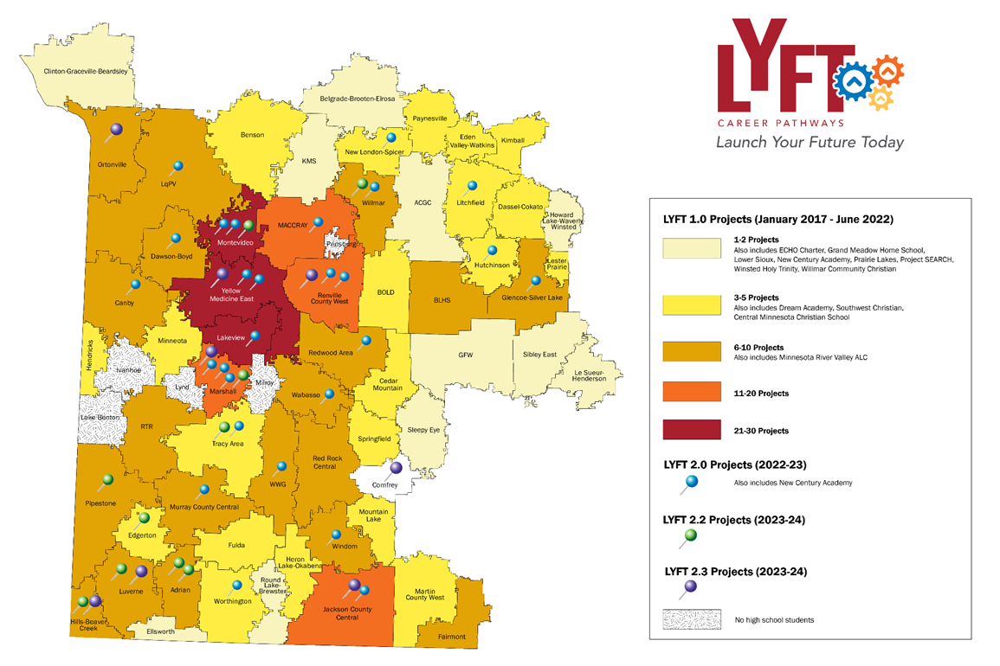 LYFT
CAREER PATHWAYS
Launch Your Future Today
Clinton-Graceville-Beardsley
Belgrade-Brooten-Elrosa
Paynesville
Benson
Eden
Valley-Watkins
Kimball
New London-Spicer
KMS
Ortonville
LqPV
Willmar
ACGC
Litchfield
Dassel-Cokato
Howard
Lake-Waverly
Winsted
MACCRAY
Prinsburg
Montevideo
Dawson-Boyd
Hutchinson
Lester
Prairie
Yellow
Medicine East
Renville
County West
BOLD
BLHS
Glencoe-Silver Lake
Canby
Lakeview
Minneota
Hendricks
Redwood Area
GFW
Sibley East
Le Sueur-
Henderson
Ivanhoe
Lynd
Marshall
Milroy
Wabasso
Cedar
Mountain
Lake Benton
RTR
Tracy Area
Sleepy Eye
Springfield
Red Rock
Central
WWG
Comfrey
Pipestone
Murray County Central
Mountain
Lake
Edgerton
Fulda
Windom
Heron
Lake-Okabena
Luverne
Adrian
Round
Lake-
Brewster
Worthington
Martin
County West
Jackson County
Central
Hills-Beaver
Creek
Ellsworth
Fairmont
LYFT 1.0 Projects (January 2017 - June 2022)
1-2 Projects
Also includes ECHO Charter, Grand Meadow Home School,
Lower Sioux, New Century Academy, Prairie Lakes, Project SEARCH,
Winsted Holy Trinity, Willmar Community Christian
3-5 Projects
Also includes Dream Academy, Southwest Christian,
Central Minnesota Christian School
6-10 Projects
Also includes Minnesota River Valley ALC
11-20 Projects
21-30 Projects
LYFT 2.0 Projects (2022-23)
Also includes New Century Academy
LYFT 2.2 Projects (2023-24)
LYFT 2.3 Projects (2023-24)
No high school students